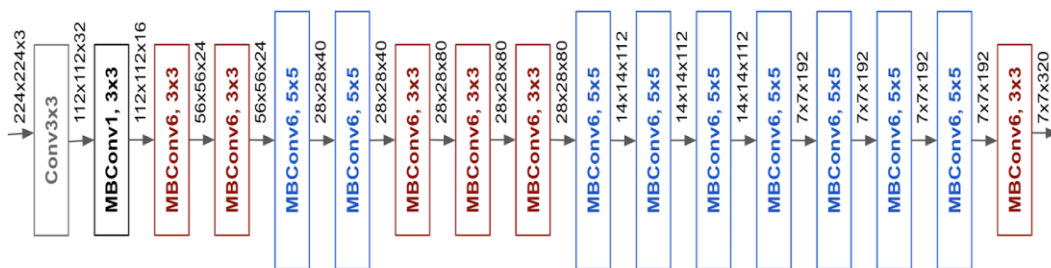 224x224x3
Conv3x3
112x112x32
MBConv1, 3x3
112x112x16
MBConv6, 3x3
56x56x24
MBConv6, 3x3
56x56x24
MBConv6, 5x5
28x28x40
MBConv6, 5x5
28x28x40
MBConv6, 3x3
28x28x80
MBConv6, 3x3
28x28x80
MBConv6, 3x3
28x28x80
MBConv6, 5x5
14x14x112
MBConv6, 5x5
14x14x112
MBConv6, 5x5
14x14x112
MBConv6, 5x5
7x7x192
MBConv6, 5x5
7x7x192
MBConv6, 5x5
7x7x192
MBConv6, 5x5
7x7x192
MBConv6, 3x3
7x7x320